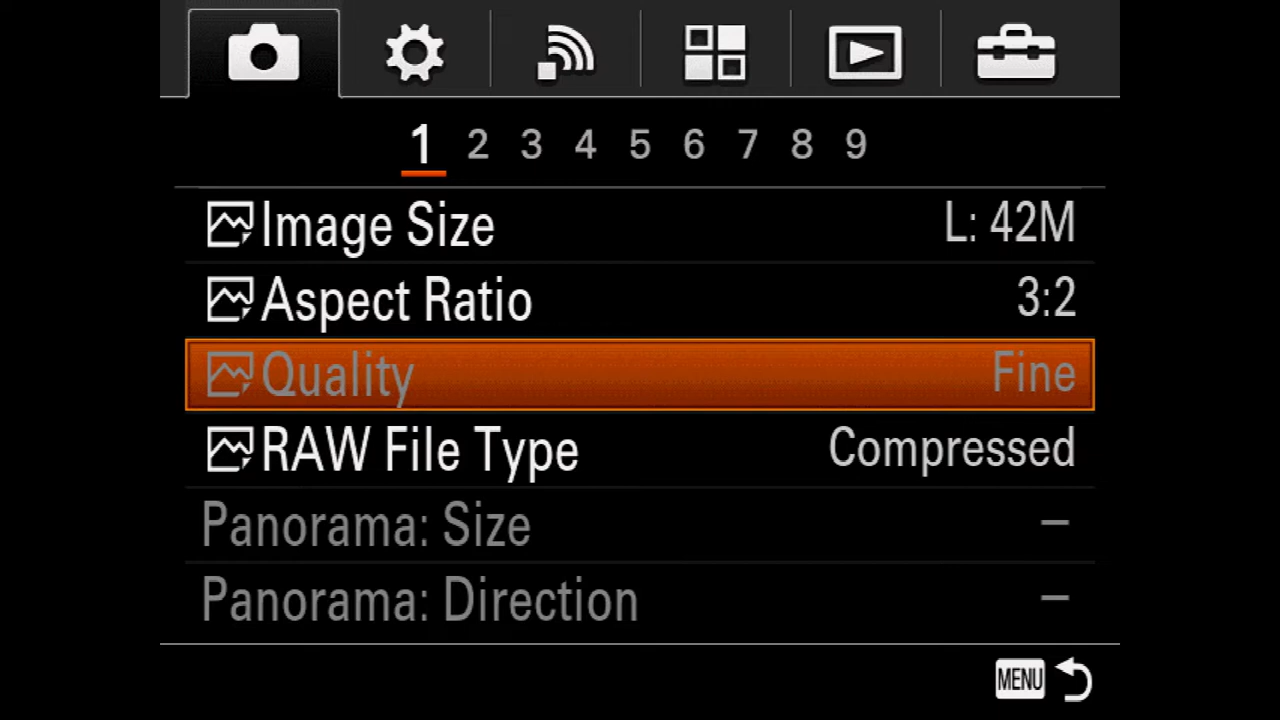 1 2 3 4 5 6 7 8 9
Image Size L: 42M
Aspect Ratio 3:2
Quality Fine
RAW File Type Compressed
Panorama: Size –
Panorama: Direction –
MENU